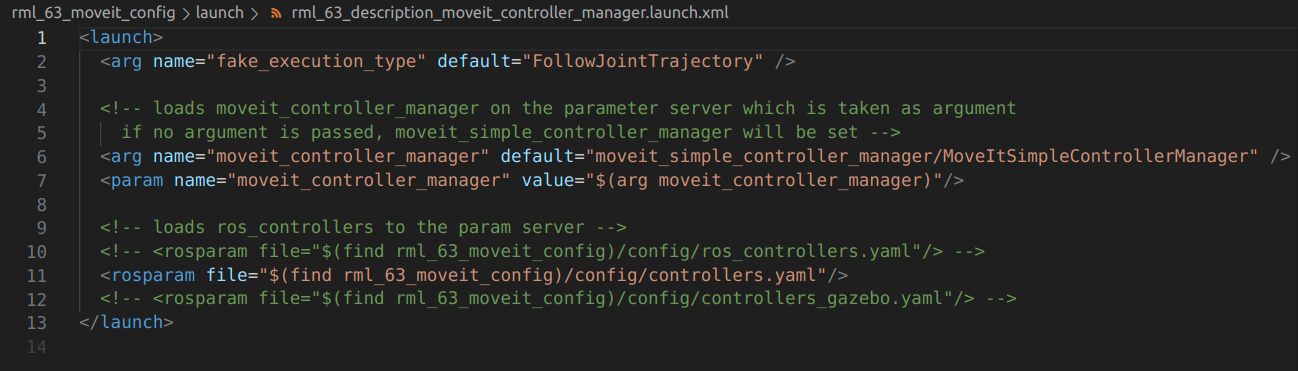 rml_63_moveit_config > launch > rml_63_description_moveit_controller_manager.launch.xml
1 <launch>
2 <arg name="fake_execution_type" default="FollowJointTrajectory" />
3
4 <!-- loads moveit_controller_manager on the parameter server which is taken as argument
5 if no argument is passed, moveit_simple_controller_manager will be set -->
6 <arg name="moveit_controller_manager" default="moveit_simple_controller_manager/MoveItSimpleControllerManager" />
7 <param name="moveit_controller_manager" value="$(arg moveit_controller_manager)"/>
8
9 <!-- loads ros_controllers to the param server -->
10 <!-- <rosparam file="$(find rml_63_moveit_config)/config/ros_controllers.yaml"/> -->
11 <rosparam file="$(find rml_63_moveit_config)/config/controllers.yaml"/>
12 <!-- <rosparam file="$(find rml_63_moveit_config)/config/controllers_gazebo.yaml"/> -->
13 </launch>
14